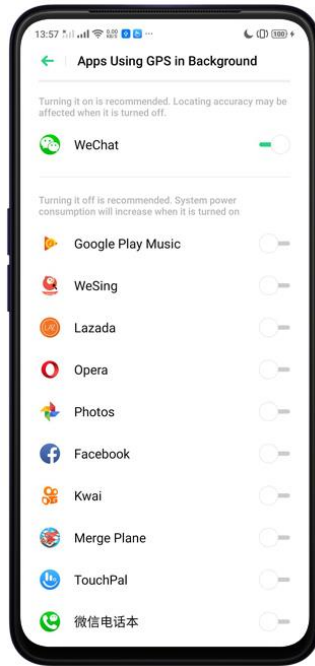 13:57
100
Apps Using GPS in Background
Turning it on is recommended. Locating accuracy may be
affected when it is turned off.
WeChat
Turning it off is recommended. System power
consumption will increase when it is turned on
Google Play Music
WeSing
Lazada
Opera
Photos
Facebook
Kwai
Merge Plane
TouchPal
微信电话本